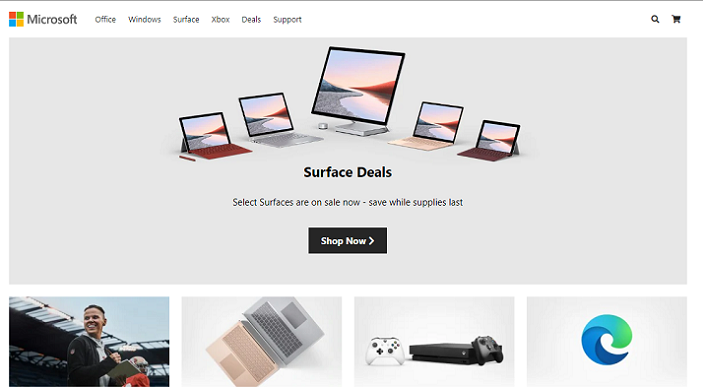 Microsoft Office Windows Surface Xbox Deals Support
Surface Deals
Select Surfaces are on sale now - save while supplies last
Shop Now